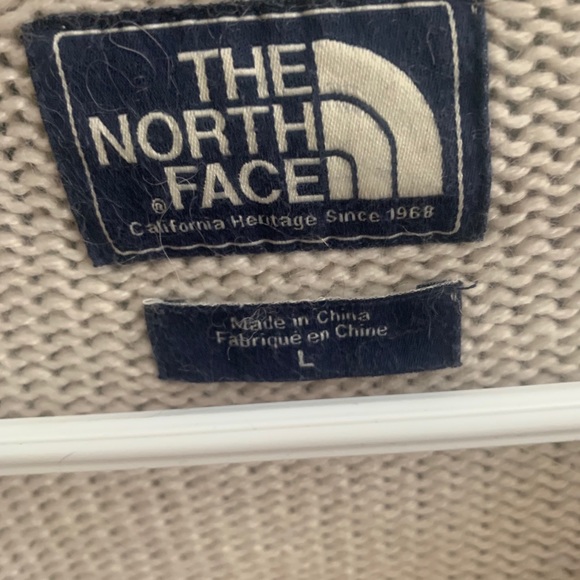 THE
NORTH
FACE
®
California Heritage Since 1968
Made in China
Fabriqué en Chine
L